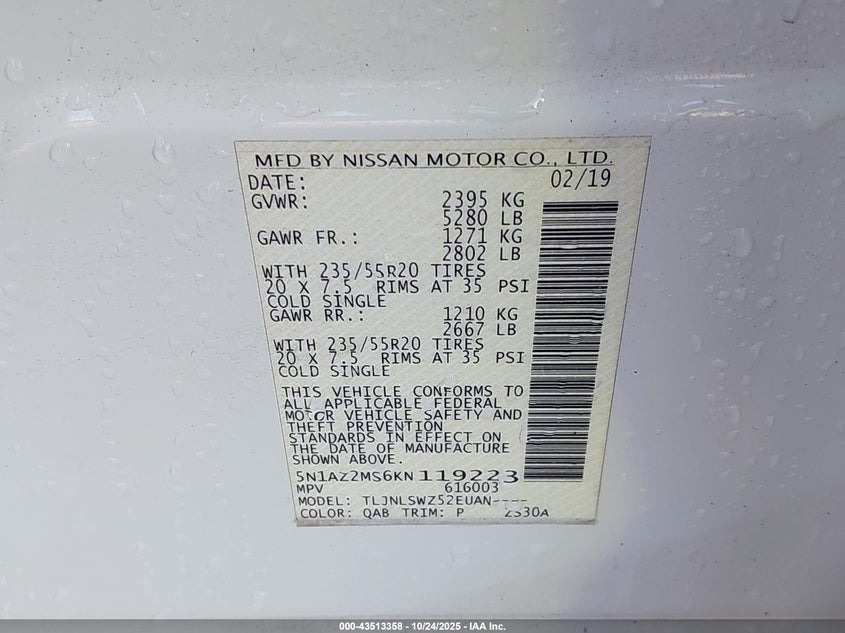 MFD BY NISSAN MOTOR CO., LTD.
DATE: 02/19
GVWR: 2395 KG
5280 LB
GAWR FR.: 1271 KG
2802 LB
WITH 235/55R20 TIRES
20 X 7.5 RIMS AT 35 PSI
COLD SINGLE
GAWR RR.: 1210 KG
2667 LB
WITH 235/55R20 TIRES
20 X 7.5 RIMS AT 35 PSI
COLD SINGLE
THIS VEHICLE CONFORMS TO
ALL APPLICABLE FEDERAL
MOTOR VEHICLE SAFETY AND
THEFT PREVENTION
STANDARDS IN EFFECT ON
THE DATE OF MANUFACTURE
SHOWN ABOVE.
5N1AZ2MS6KN119223
MPV 616003
MODEL: TLJNLSWZ52EUAN----
COLOR: QAB TRIM: P
000-43513358 - 10/24/2025 - IAA Inc.